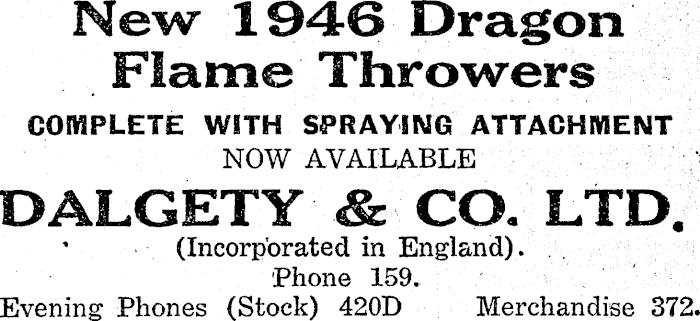 New 1946 Dragon
Flame Throwers
COMPLETE WITH SPRAYING ATTACHMENT
NOW AVAILABLE
DALGETY & CO. LTD.
(Incorporated in England).
Phone 159.
Evening Phones (Stock) 420D Merchandise 372.